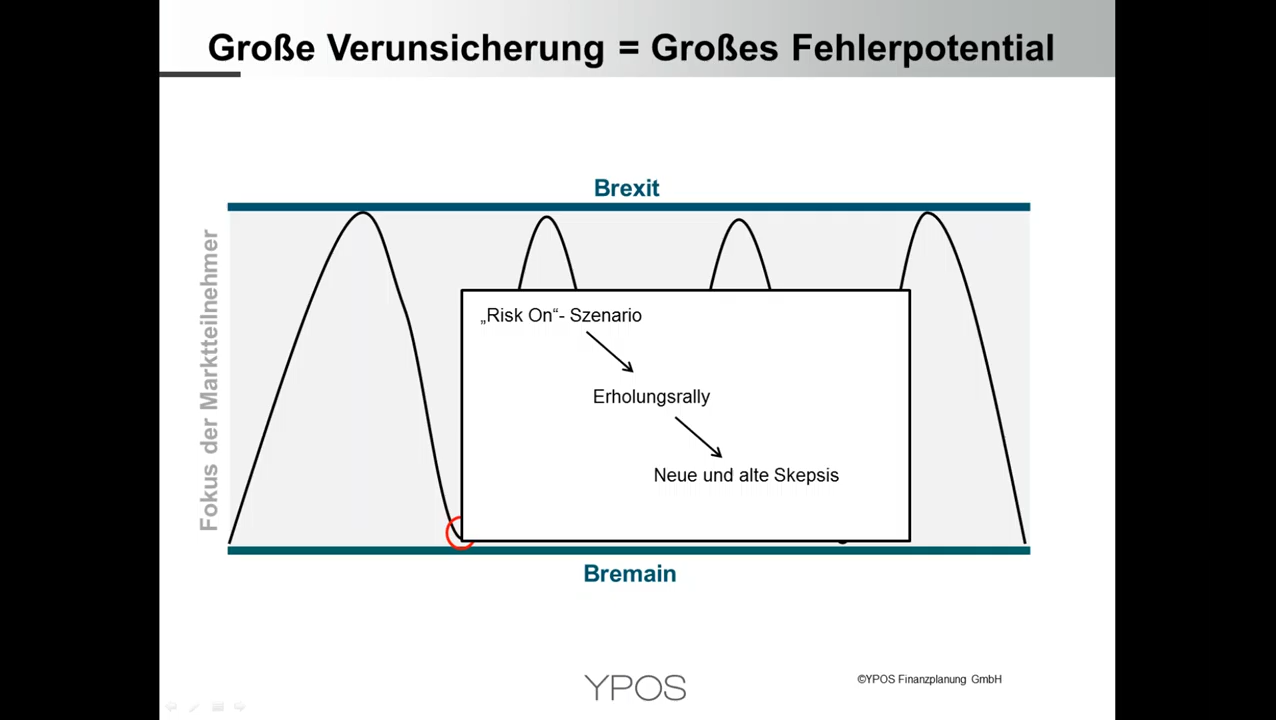 Große Verunsicherung = Großes Fehlerpotential
Brexit
Fokus der Marktteilnehmer
„Risk On“- Szenario
Erholungsrally
Neue und alte Skepsis
Bremain
YPOS
©YPOS Finanzplanung GmbH